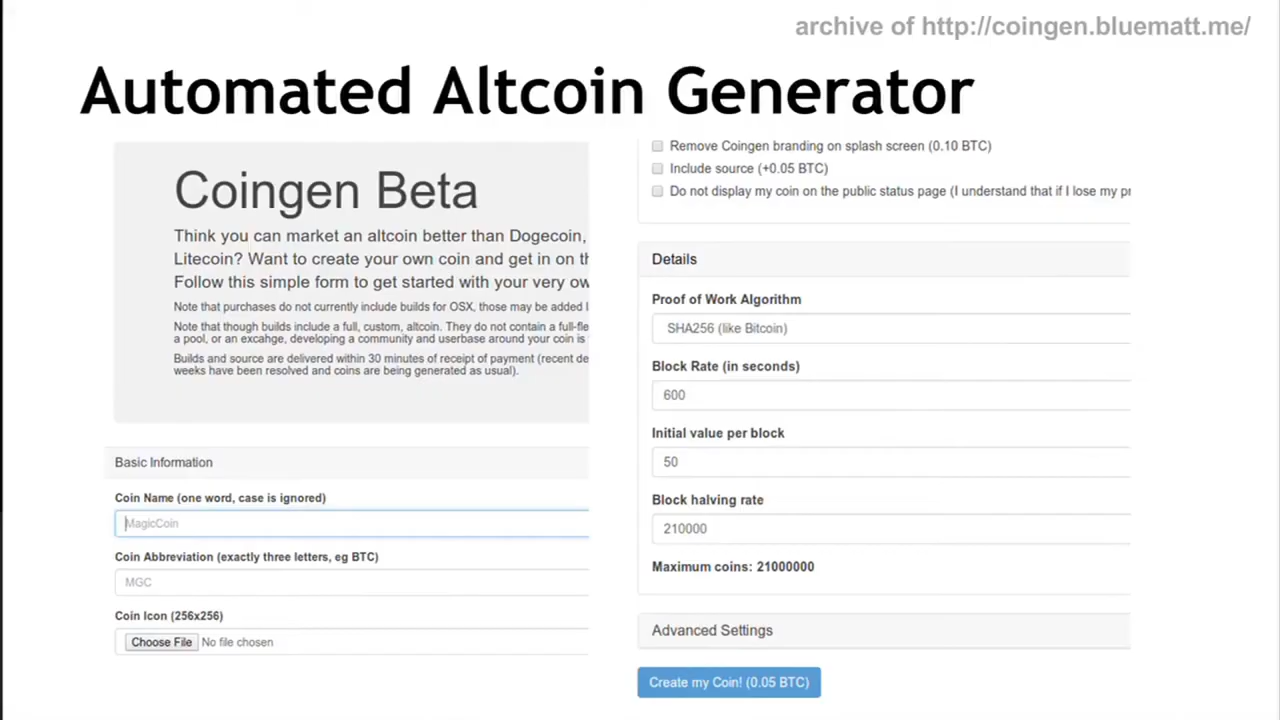 archive of http://coingen.bluematt.me/
Automated Altcoin Generator
Coingen Beta
Think you can market an altcoin better than Dogecoin,
Litecoin? Want to create your own coin and get in on
Follow this simple form to get started with your very
Note that purchases do not currently include builds for OSX, those may be added
Note that though builds include a full, custom, altcoin. They do not contain a
a pool, or an excahge, developing a community and userbase around your coin is
Builds and source are delivered within 30 minutes of receipt of payment (recent
weeks have been resolved and coins are being generated as usual).
Basic Information
Coin Name (one word, case is ignored)
MagicCoin
Coin Abbreviation (exactly three letters, eg BTC)
MGC
Coin Icon (256x256)
Choose File No file chosen
Remove Coingen branding on splash screen (0.10 BTC)
Include source (+0.05 BTC)
Do not display my coin on the public status page (I understand that if I lose my
Details
Proof of Work Algorithm
SHA256 (like Bitcoin)
Block Rate (in seconds)
600
Initial value per block
50
Block halving rate
210000
Maximum coins: 21000000
Advanced Settings
Create my Coin! (0.05 BTC)